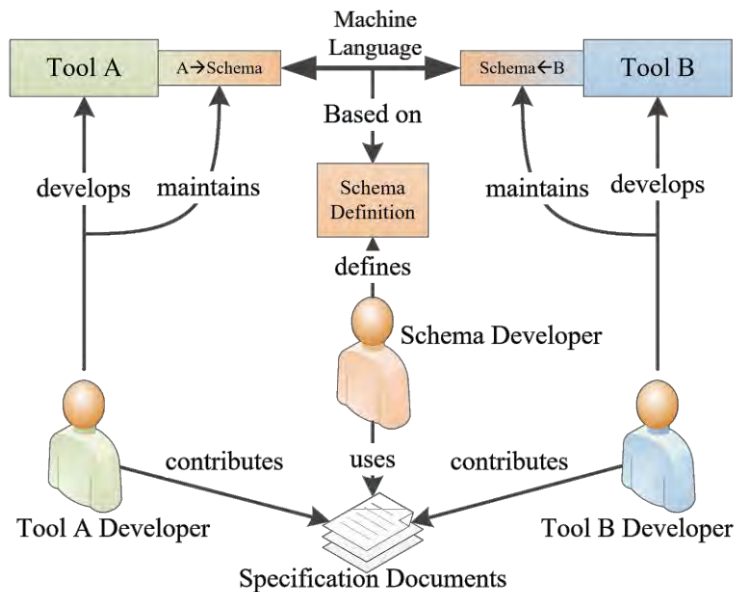 Machine
Language
Tool A
A→Schema
Schema←B
Tool B
Based on
develops
maintains
Schema
Definition
maintains
develops
defines
Schema Developer
contributes
uses
contributes
Tool A Developer
Tool B Developer
Specification Documents